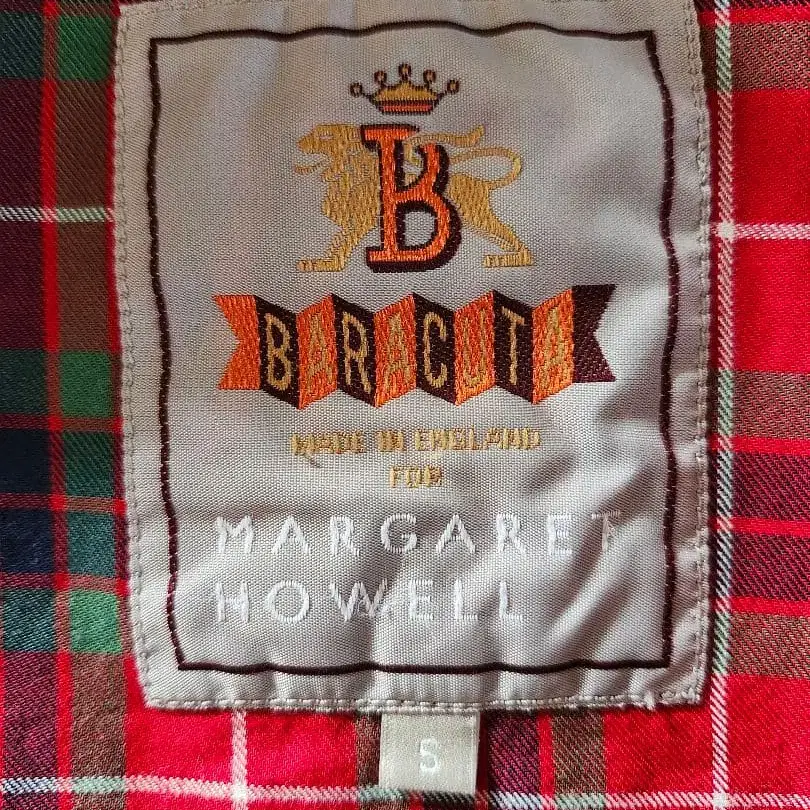 B
BARACUTA
MADE IN ENGLAND
FOR
MARGARET
HOWELL
S